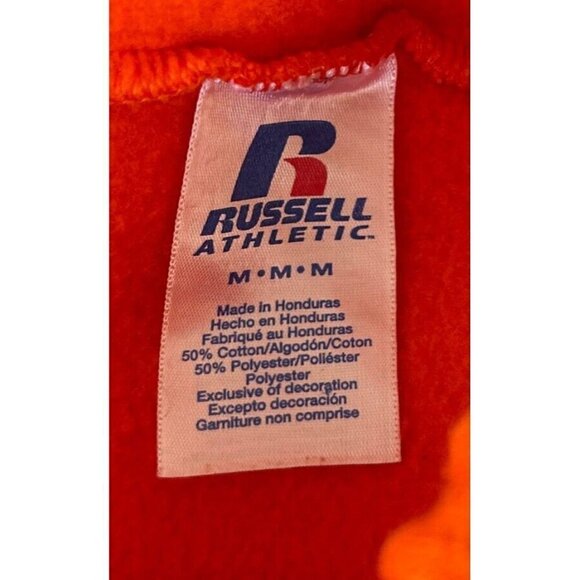 R
RUSSELL
ATHLETIC™
M • M • M
Made in Honduras
Hecho en Honduras
Fabriqué au Honduras
50% Cotton/Algodón/Coton
50% Polyester/Poliéster
Polyester
Exclusive of decoration
Excepto decoración
Garniture non comprise